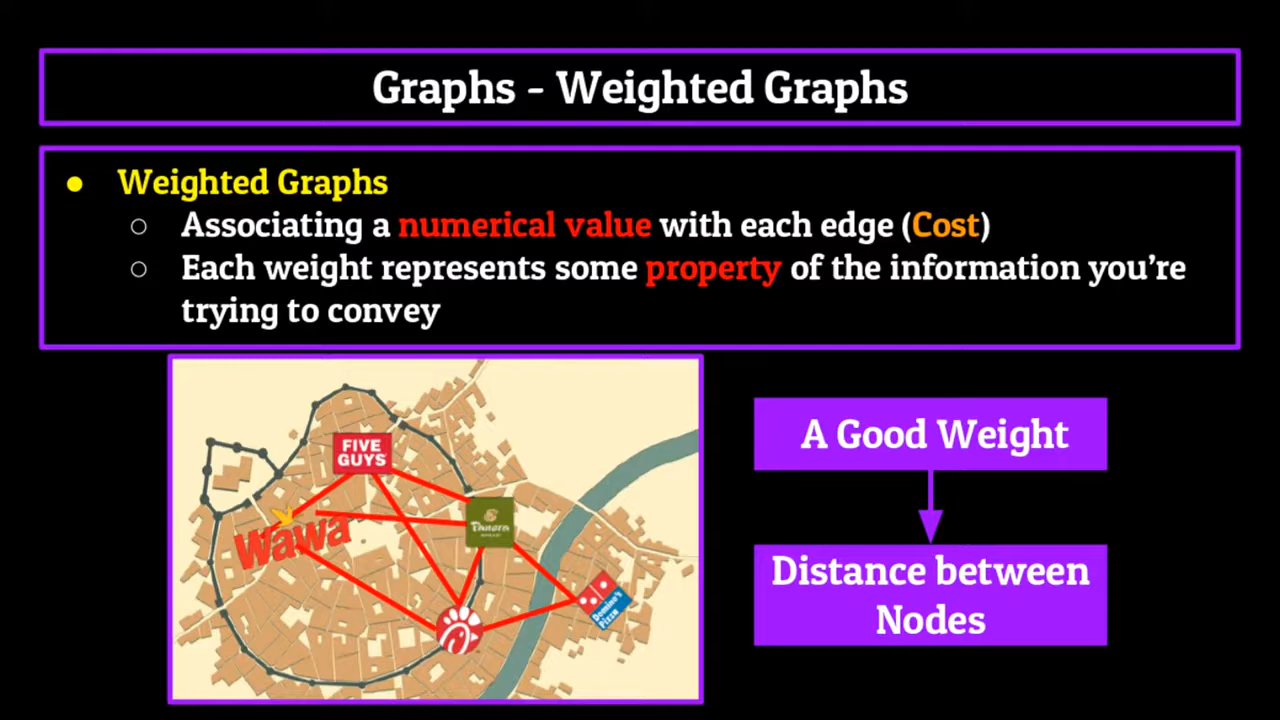 Graphs - Weighted Graphs
● Weighted Graphs
○ Associating a numerical value with each edge (Cost)
○ Each weight represents some property of the information you're
trying to convey
FIVE
GUYS
Wawa
Panera
Domino's
Pizza
A Good Weight
Distance between
Nodes